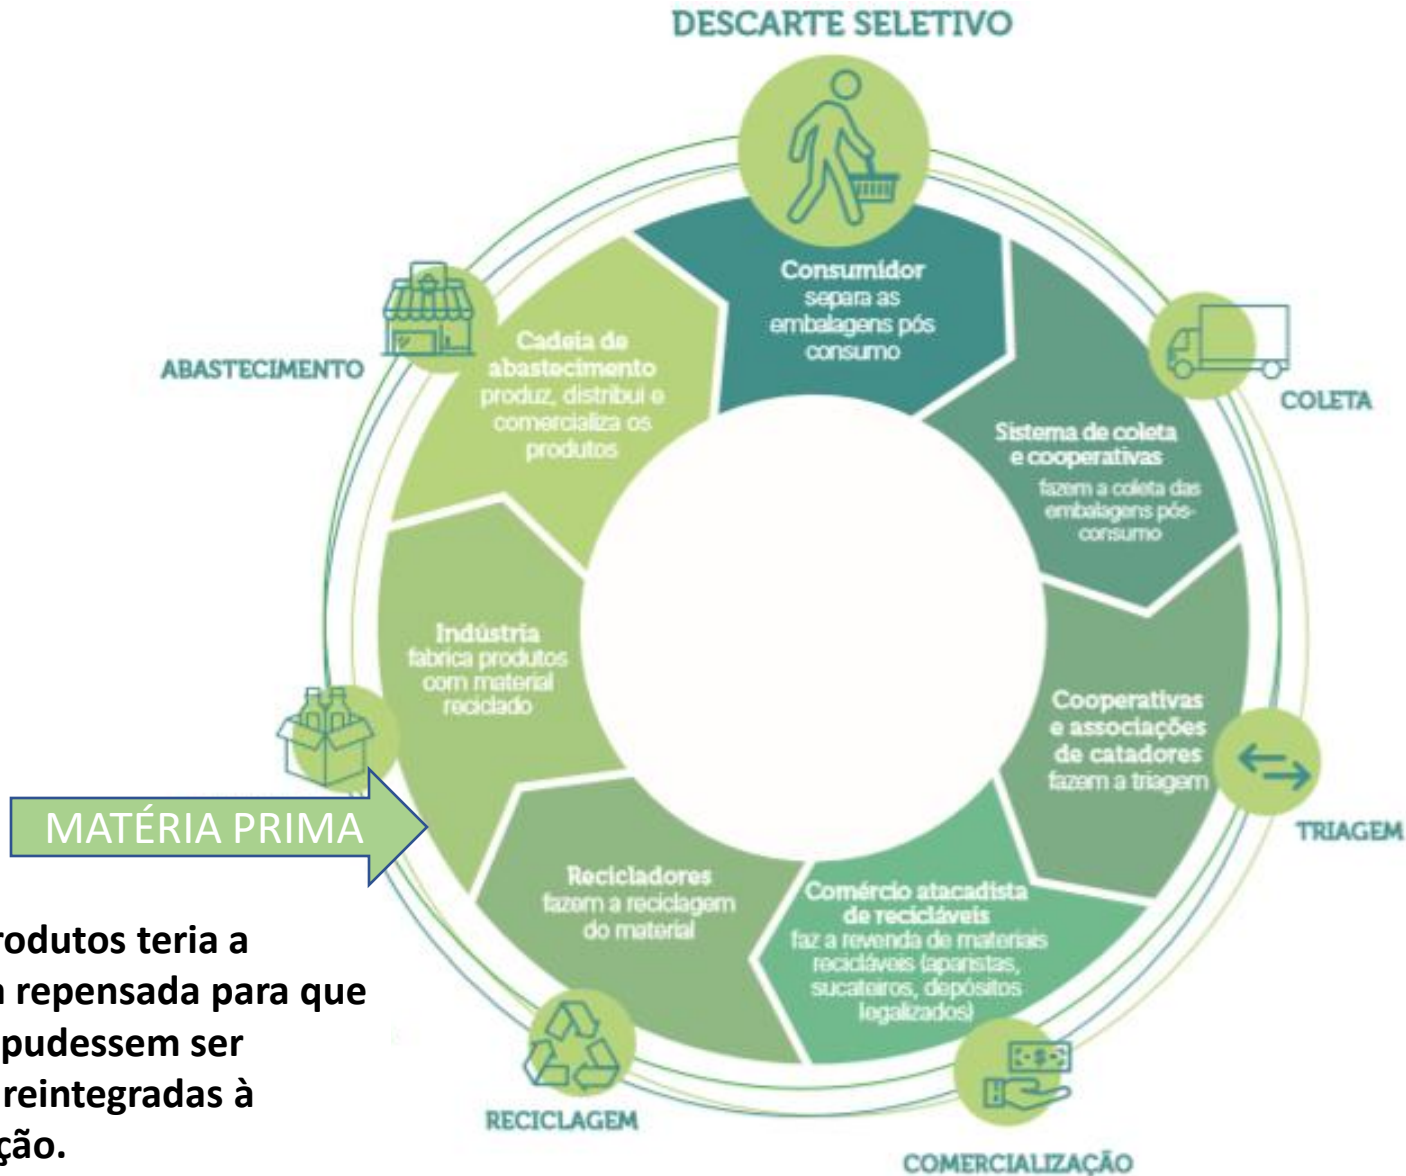 DESCARTE SELETIVO
Consumidor
separa as
embalagens pós
consumo
COLETA
Sistema de coleta
e cooperativas
fazem a coleta das
embalagens pós-
consumo
Cooperativas
e associações
de catadores
fazem a triagem
TRIAGEM
Comércio atacadista
de recicláveis
faz a revenda de materiais
recicláveis (aparistas,
sucateiros, depósitos
legalizados)
COMERCIALIZAÇÃO
Recicladores
fazem a reciclagem
do material
RECICLAGEM
Indústria
fabrica produtos
com material
reciclado
MATÉRIA PRIMA
Cadeia de
abastecimento
produz, distribui e
comercializa os
produtos
ABASTECIMENTO
rodutos teria a
repensada para que
pudessem ser
reintegradas à
ção.